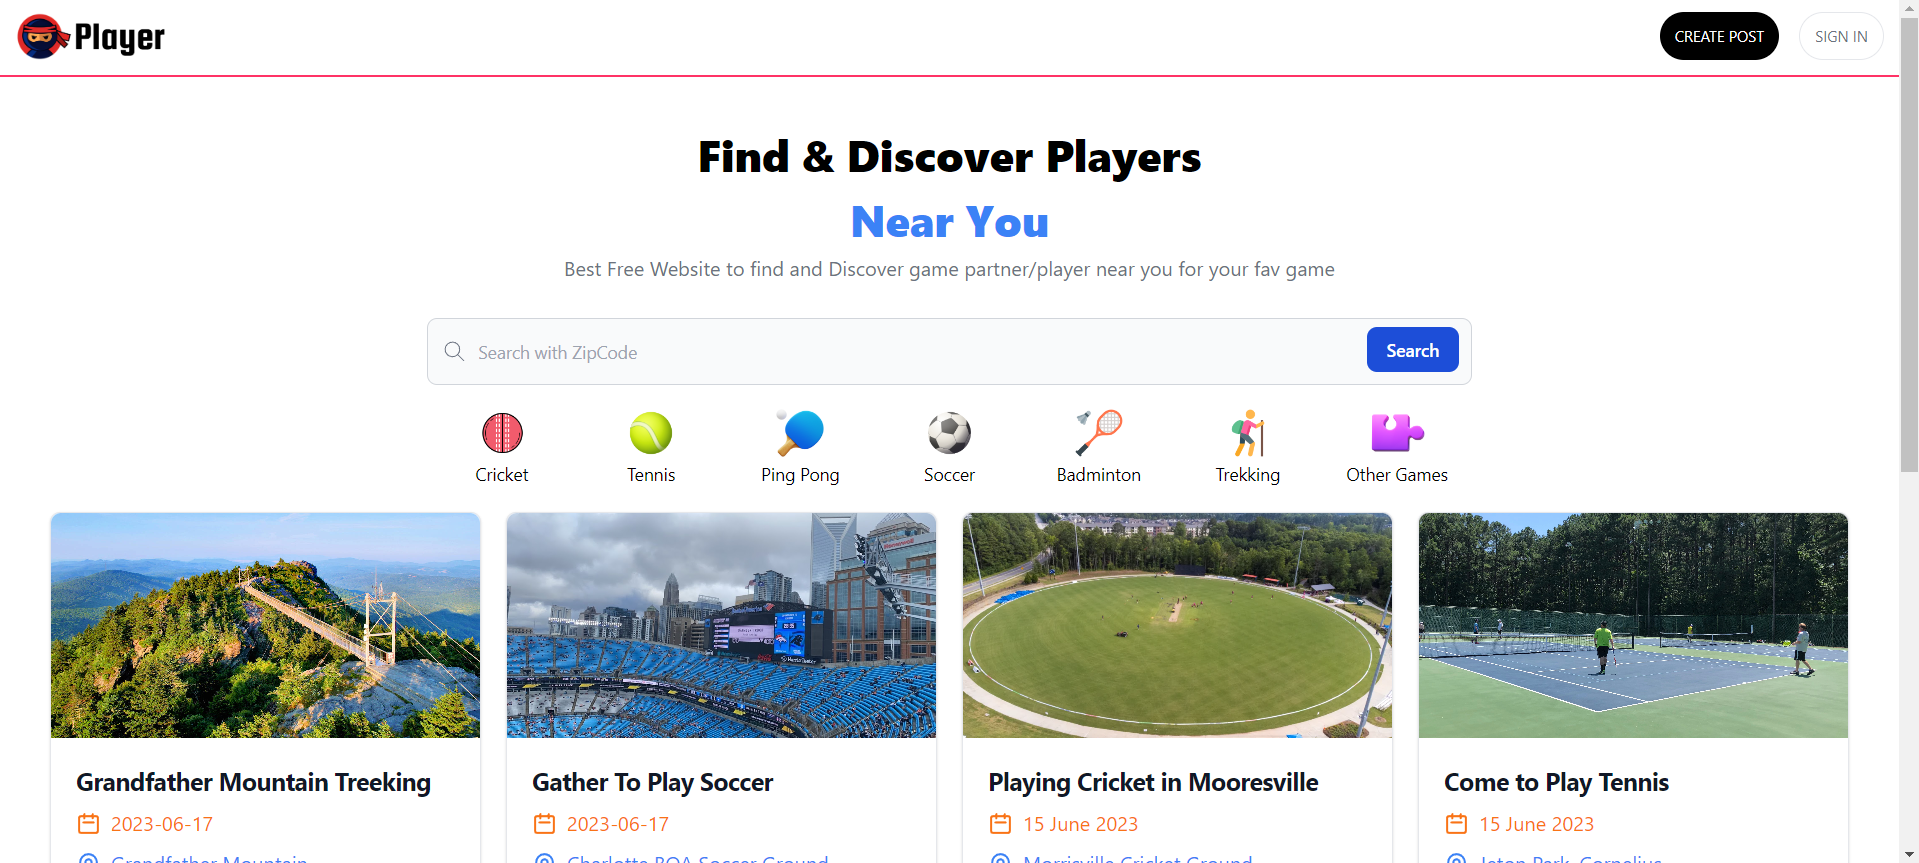 Player
CREATE POST
SIGN IN
Find & Discover Players
Near You
Best Free Website to find and Discover game partner/player near you for your fav game
Search with ZipCode
Search
Cricket
Tennis
Ping Pong
Soccer
Badminton
Trekking
Other Games
Grandfather Mountain Treeking
2023-06-17
Grandfather Mountain
Gather To Play Soccer
2023-06-17
Charlotte BOA Soccer Ground
Playing Cricket in Mooresville
15 June 2023
Morrisville Cricket Ground
Come to Play Tennis
15 June 2023
Jeton Park, Cornelius